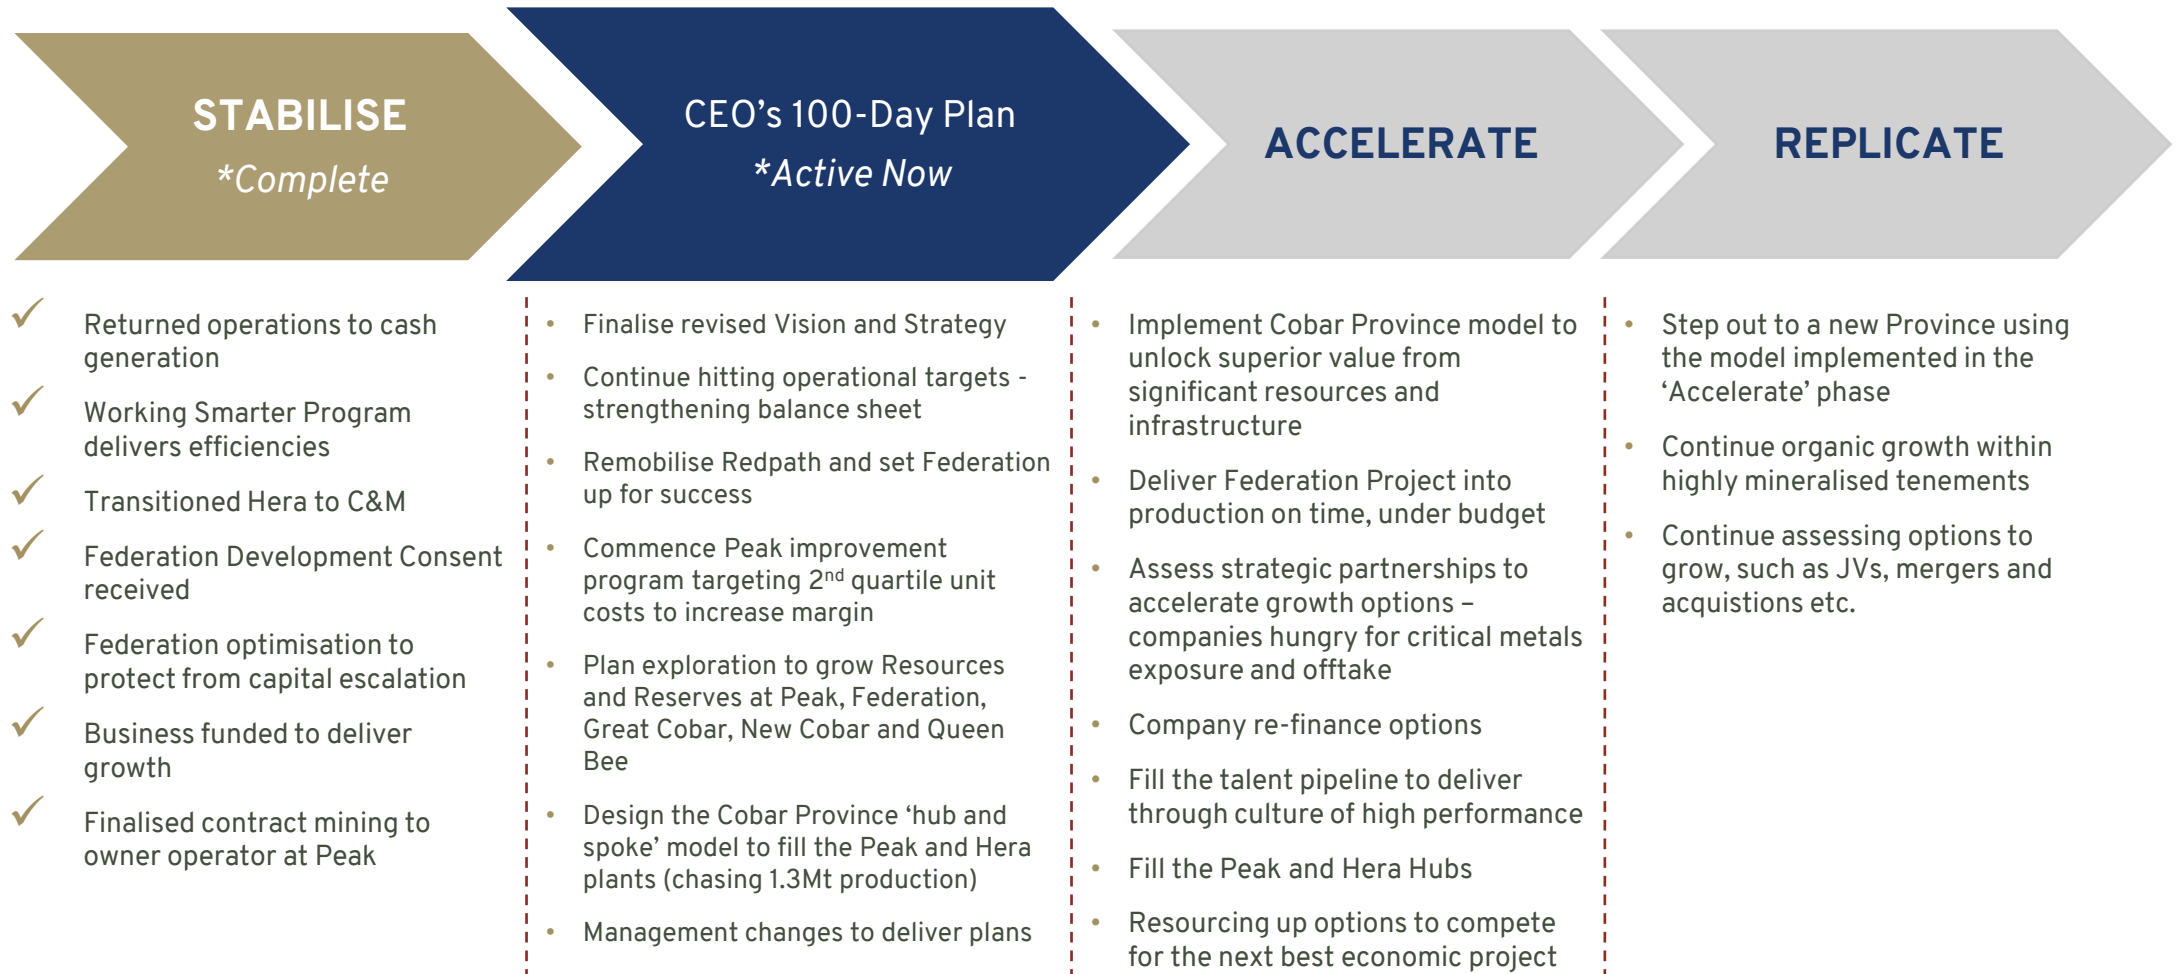 STABILISE
*Complete
CEO’s 100-Day Plan
*Active Now
ACCELERATE
REPLICATE
Returned operations to cash
generation
Working Smarter Program
delivers efficiencies
Transitioned Hera to C&M
Federation Development Consent
received
Federation optimisation to
protect from capital escalation
Business funded to deliver
growth
Finalised contract mining to
owner operator at Peak
• Finalise revised Vision and Strategy
• Continue hitting operational targets -
strengthening balance sheet
• Remobilise Redpath and set Federation
up for success
• Commence Peak improvement
program targeting 2nd quartile unit
costs to increase margin
• Plan exploration to grow Resources
and Reserves at Peak, Federation,
Great Cobar, New Cobar and Queen
Bee
• Design the Cobar Province ‘hub and
spoke’ model to fill the Peak and Hera
plants (chasing 1.3Mt production)
• Management changes to deliver plans
• Implement Cobar Province model to
unlock superior value from
significant resources and
infrastructure
• Deliver Federation Project into
production on time, under budget
• Assess strategic partnerships to
accelerate growth options –
companies hungry for critical metals
exposure and offtake
• Company re-finance options
• Fill the talent pipeline to deliver
through culture of high performance
• Fill the Peak and Hera Hubs
• Resourcing up options to compete
for the next best economic project
• Step out to a new Province using
the model implemented in the
‘Accelerate’ phase
• Continue organic growth within
highly mineralised tenements
• Continue assessing options to
grow, such as JVs, mergers and
acquistions etc.